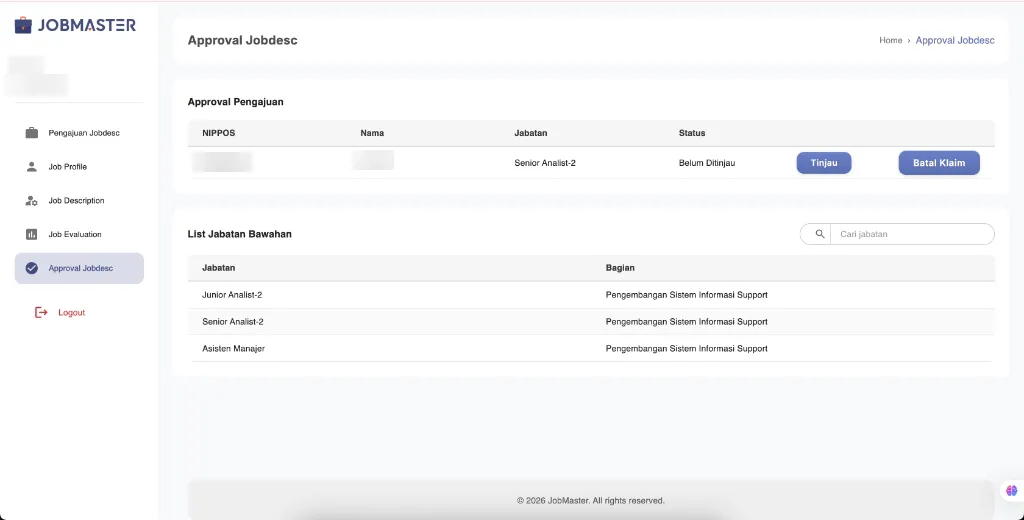 JOBMASTER
Approval Jobdesc
Home › Approval Jobdesc
Pengajuan Jobdesc
Job Profile
Job Description
Job Evaluation
Approval Jobdesc
Logout
Approval Pengajuan
NIPPOS Nama Jabatan Status
Senior Analist-2 Belum Ditinjau Tinjau Batal Klaim
List Jabatan Bawahan
Cari jabatan
Jabatan Bagian
Junior Analist-2 Pengembangan Sistem Informasi Support
Senior Analist-2 Pengembangan Sistem Informasi Support
Asisten Manajer Pengembangan Sistem Informasi Support
© 2026 JobMaster. All rights reserved.